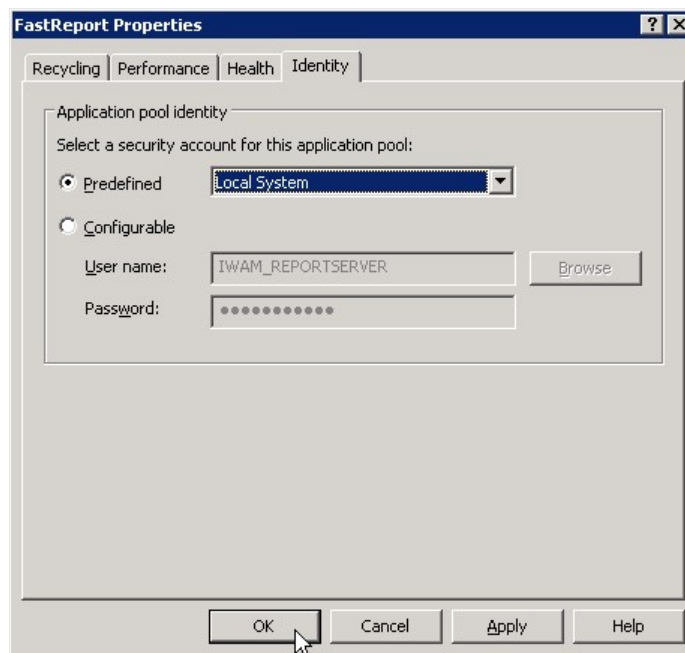 FastReport Properties
Recycling Performance Health Identity
Application pool identity
Select a security account for this application pool:
Predefined Local System
Configurable
User name: IWAM_REPORTSERVER Browse
Password: ●●●●●●●●●●●
OK Cancel Apply Help